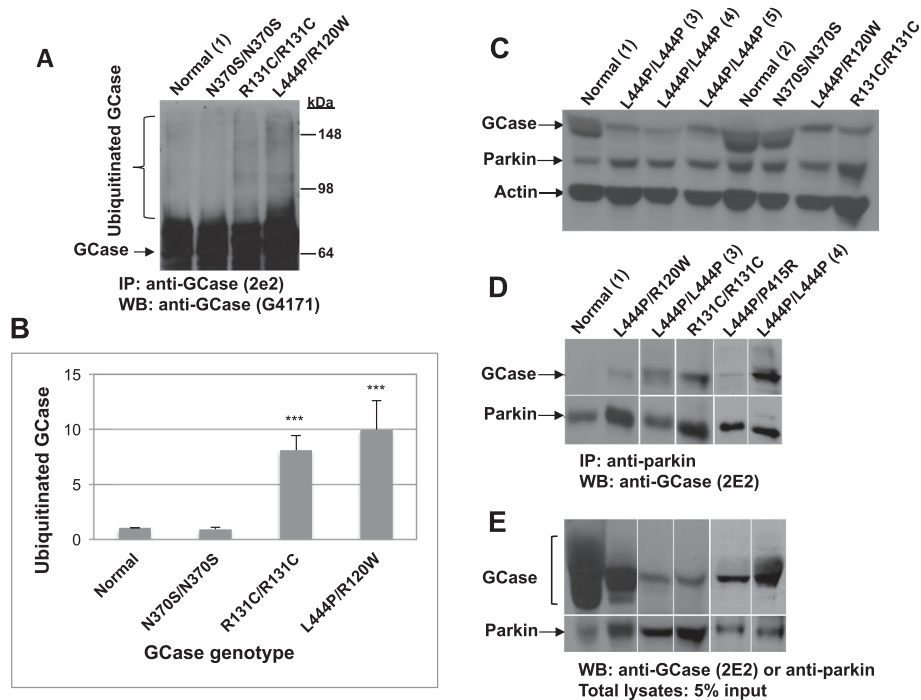 A
Normal (1)
N370S/N370S
R131C/R131C
L444P/R120W
kDa
148
98
64
Ubiquitinated GCase
GCase
IP: anti-GCase (2e2)
WB: anti-GCase (G4171)
B
Ubiquitinated GCase
15
10
5
0
***
***
Normal
N370S/N370S
R131C/R131C
L444P/R120W
GCase genotype
C
Normal (1)
L444P/L444P (3)
L444P/L444P (4)
L444P/L444P (5)
Normal (2)
N370S/N370S
L444P/R120W
R131C/R131C
GCase
Parkin
Actin
D
Normal (1)
L444P/R120W
L444P/L444P (3)
R131C/R131C
L444P/P415R
L444P/L444P (4)
GCase
Parkin
IP: anti-parkin
WB: anti-GCase (2E2)
E
GCase
Parkin
WB: anti-GCase (2E2) or anti-parkin
Total lysates: 5% input